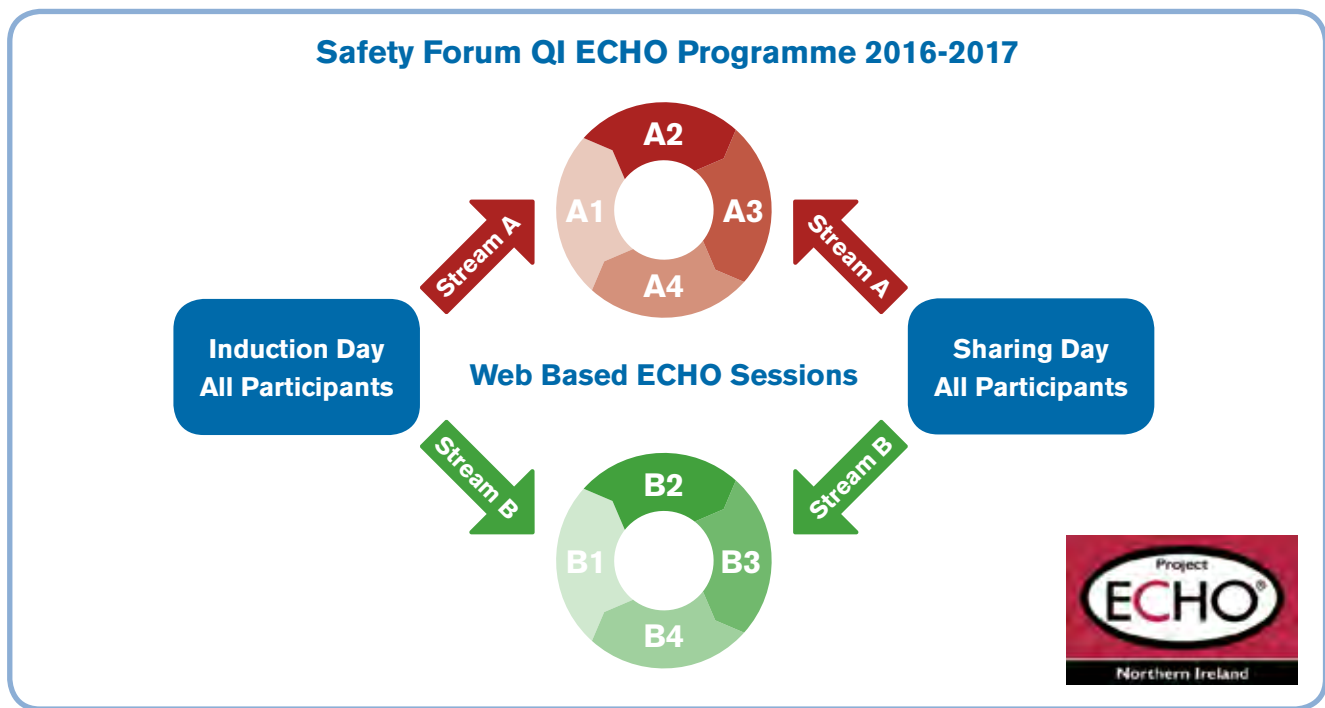 Safety Forum QI ECHO Programme 2016-2017
A2
A1
A3
A4
Stream A
Stream A
Induction Day
All Participants
Web Based ECHO Sessions
Sharing Day
All Participants
Stream B
Stream B
B2
B1
B3
B4
Project
ECHO®
Northern Ireland